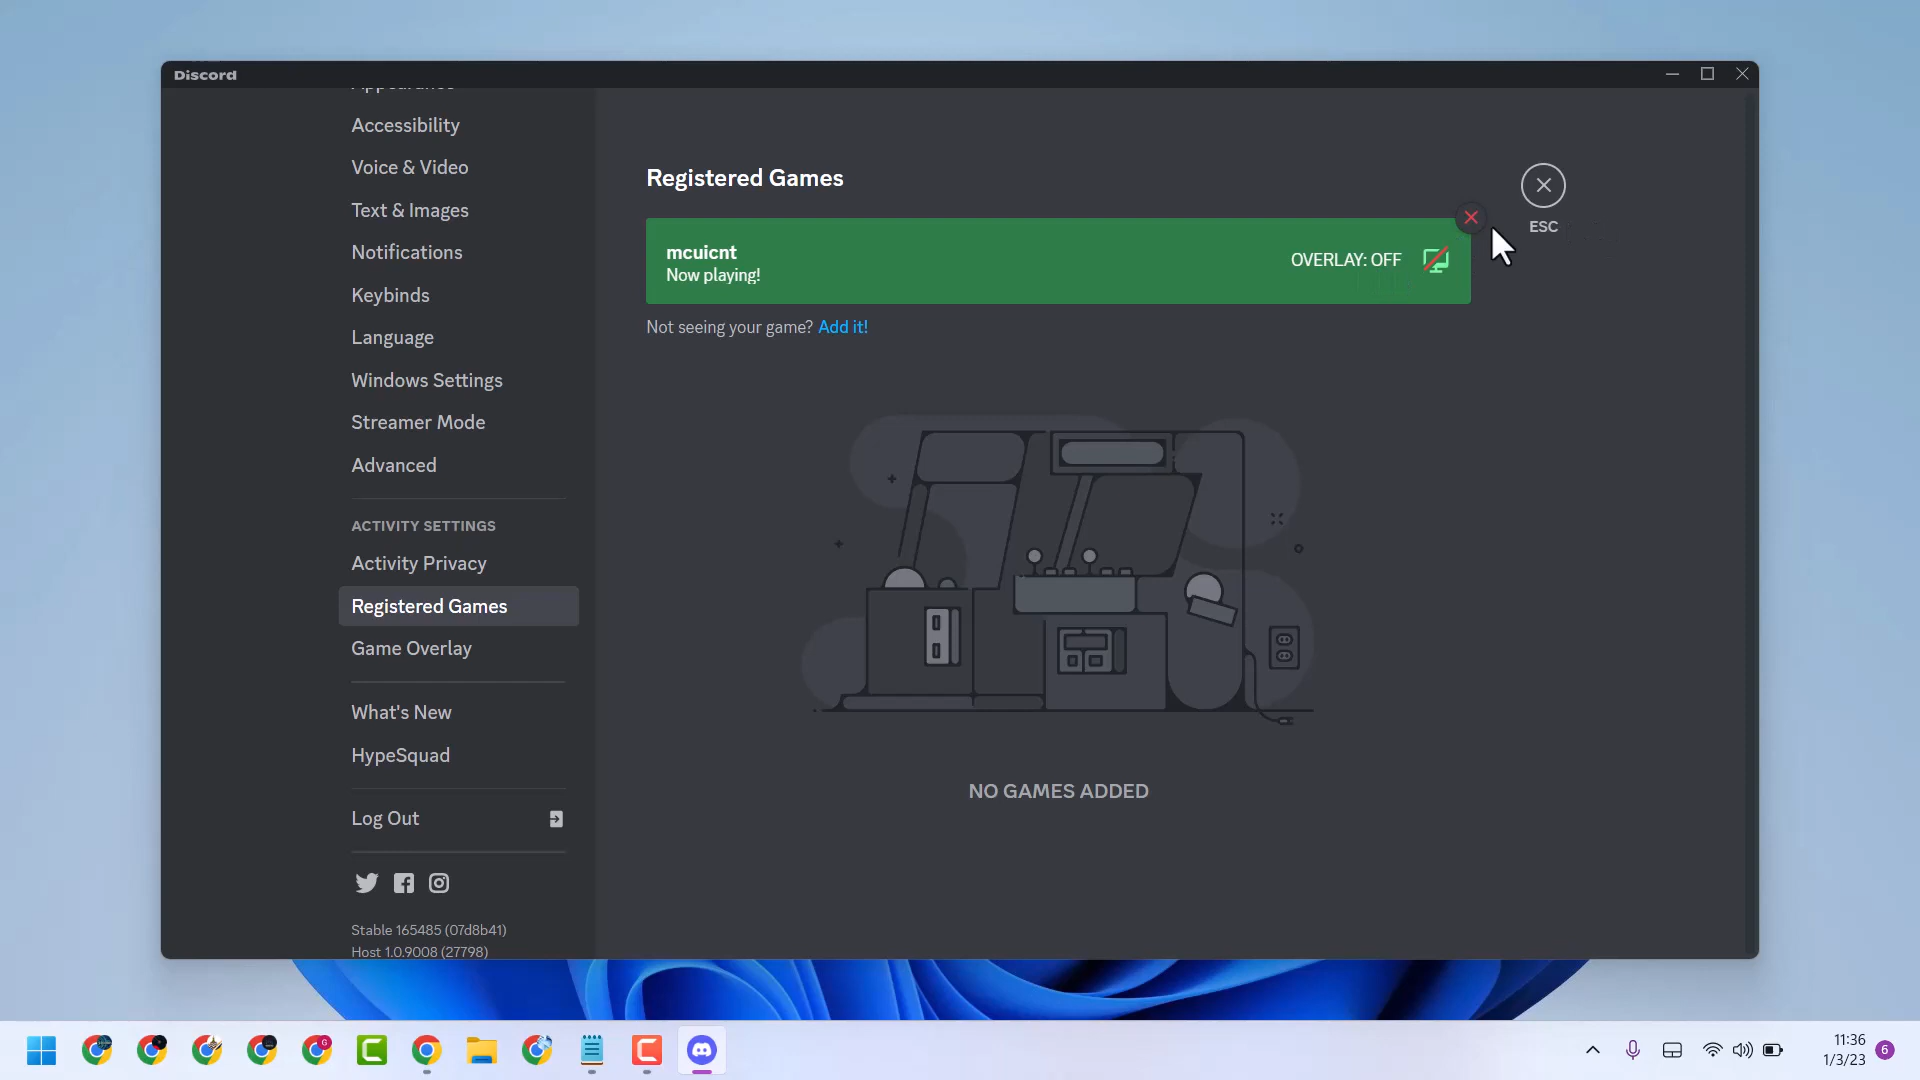 Discord
Appearance
Accessibility
Voice & Video
Text & Images
Notifications
Keybinds
Language
Windows Settings
Streamer Mode
Advanced
ACTIVITY SETTINGS
Activity Privacy
Registered Games
Game Overlay
What's New
HypeSquad
Log Out
Stable 165485 (07d8b41)
Host 1.0.9008 (27798)
Registered Games
mcuicnt
Now playing!
OVERLAY: OFF
ESC
Not seeing your game? Add it!
NO GAMES ADDED
11:36
1/3/23
6